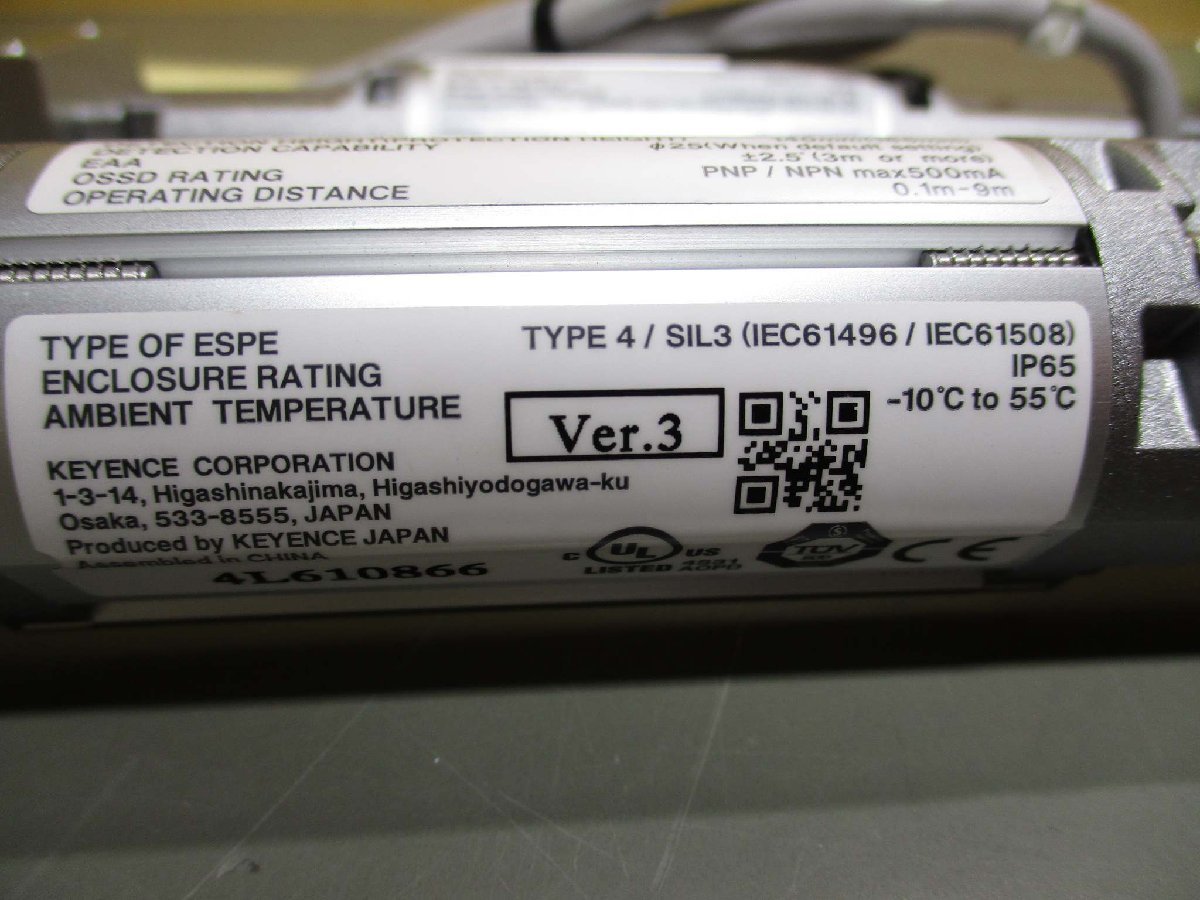 DETECTION CAPABILITY φ25(When default setting)
EAA ±2.5°(3m or more)
OSSD RATING PNP / NPN max500mA
OPERATING DISTANCE 0.1m-9m
TYPE OF ESPE TYPE 4 / SIL3 (IEC61496 / IEC61508)
ENCLOSURE RATING IP65
AMBIENT TEMPERATURE -10°C to 55°C
Ver.3
KEYENCE CORPORATION
1-3-14, Higashinakajima, Higashiyodogawa-ku
Osaka, 533-8555, JAPAN
Produced by KEYENCE JAPAN
Assembled in CHINA
4L610866
C UL US
LISTED AOPD
TÜV
CE